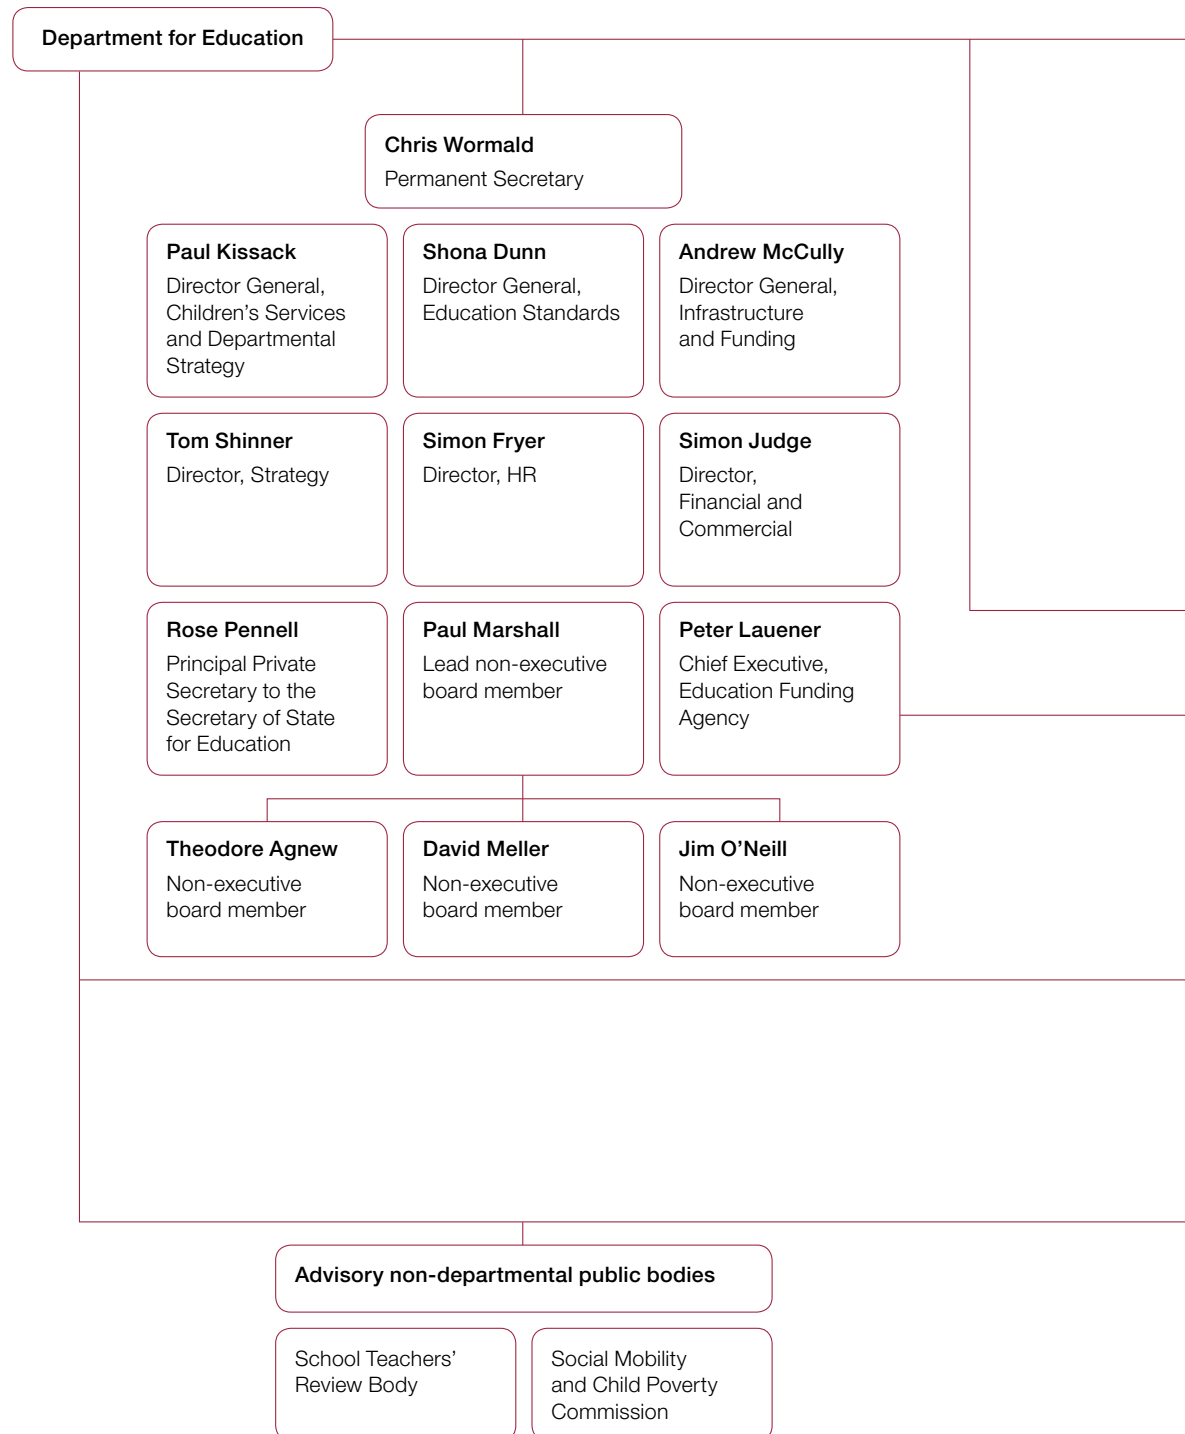 Department for Education
Chris Wormald
Permanent Secretary
Paul Kissack
Director General,
Children's Services
and Departmental
Strategy
Shona Dunn
Director General,
Education Standards
Andrew McCully
Director General,
Infrastructure
and Funding
Tom Shinner
Director, Strategy
Simon Fryer
Director, HR
Simon Judge
Director,
Financial and
Commercial
Rose Pennell
Principal Private
Secretary to the
Secretary of State
for Education
Paul Marshall
Lead non-executive
board member
Peter Lauener
Chief Executive,
Education Funding
Agency
Theodore Agnew
Non-executive
board member
David Meller
Non-executive
board member
Jim O'Neill
Non-executive
board member
Advisory non-departmental public bodies
School Teachers'
Review Body
Social Mobility
and Child Poverty
Commission